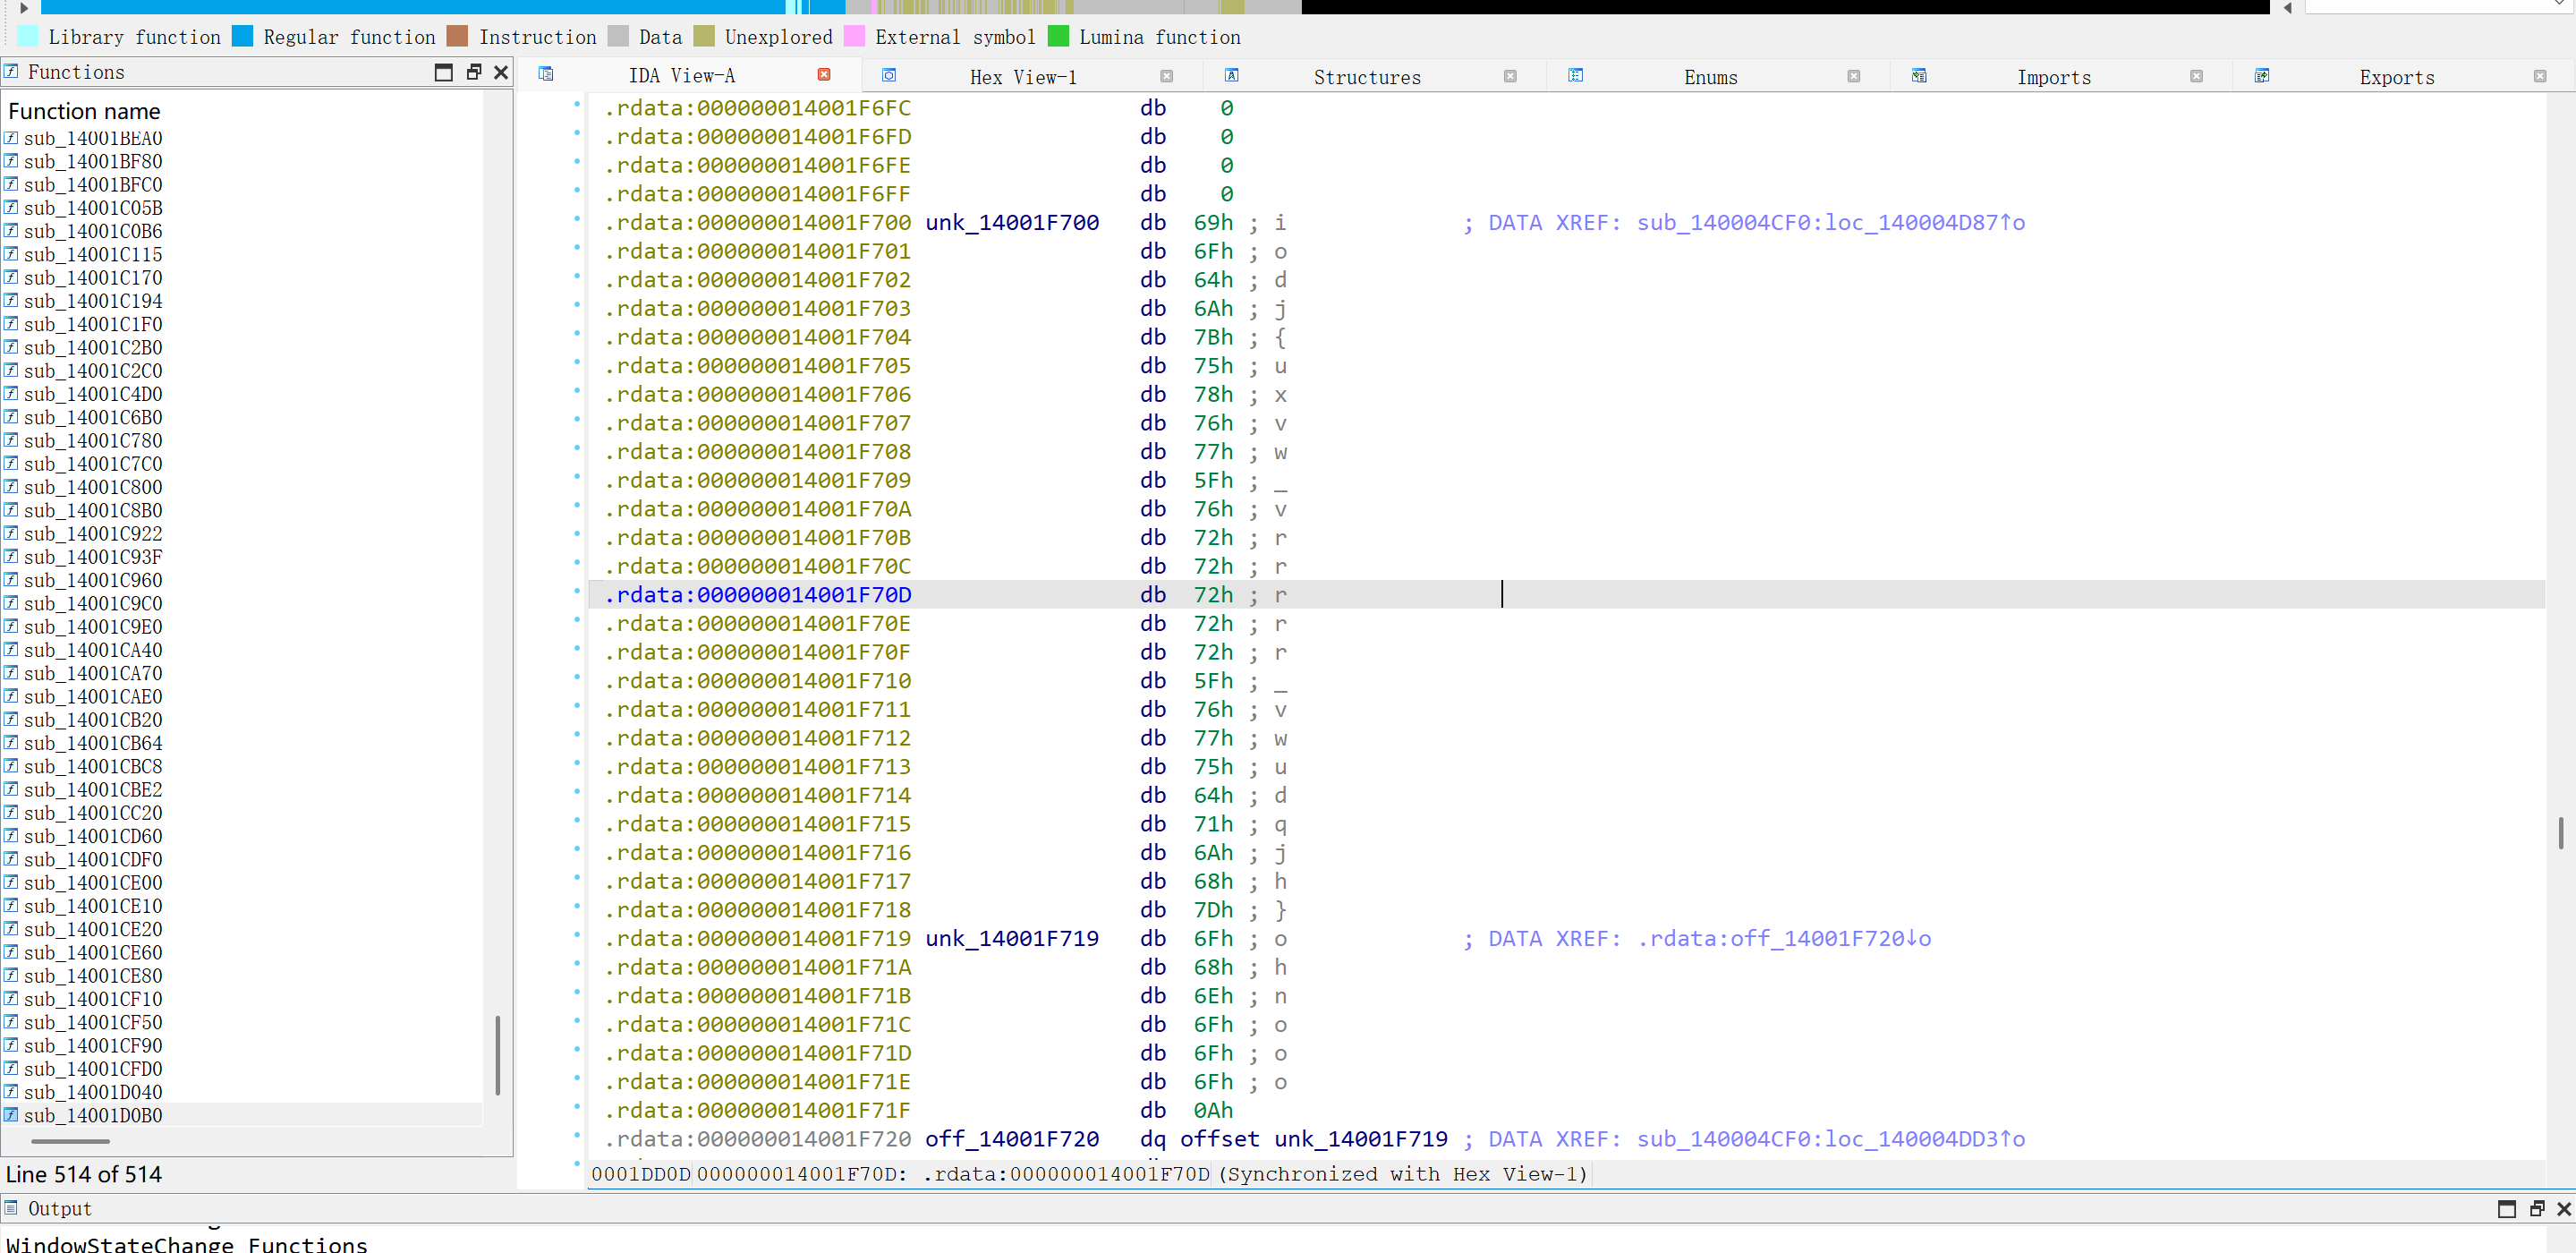 Library function Regular function Instruction Data Unexplored External symbol Lumina function
Functions
Function name
sub_14001BEA0
sub_14001BF80
sub_14001BFC0
sub_14001C05B
sub_14001C0B6
sub_14001C115
sub_14001C170
sub_14001C194
sub_14001C1F0
sub_14001C2B0
sub_14001C2C0
sub_14001C4D0
sub_14001C6B0
sub_14001C780
sub_14001C7C0
sub_14001C800
sub_14001C8B0
sub_14001C922
sub_14001C93F
sub_14001C960
sub_14001C9C0
sub_14001C9E0
sub_14001CA40
sub_14001CA70
sub_14001CAE0
sub_14001CB20
sub_14001CB64
sub_14001CBC8
sub_14001CBE2
sub_14001CC20
sub_14001CD60
sub_14001CDF0
sub_14001CE00
sub_14001CE10
sub_14001CE20
sub_14001CE60
sub_14001CE80
sub_14001CF10
sub_14001CF50
sub_14001CF90
sub_14001CFD0
sub_14001D040
sub_14001D0B0
Line 514 of 514
IDA View-A Hex View-1 Structures Enums Imports Exports
.rdata:000000014001F6FC db 0
.rdata:000000014001F6FD db 0
.rdata:000000014001F6FE db 0
.rdata:000000014001F6FF db 0
.rdata:000000014001F700 unk_14001F700 db 69h ; i ; DATA XREF: sub_140004CF0:loc_140004D87↑o
.rdata:000000014001F701 db 6Fh ; o
.rdata:000000014001F702 db 64h ; d
.rdata:000000014001F703 db 6Ah ; j
.rdata:000000014001F704 db 7Bh ; {
.rdata:000000014001F705 db 75h ; u
.rdata:000000014001F706 db 78h ; x
.rdata:000000014001F707 db 76h ; v
.rdata:000000014001F708 db 77h ; w
.rdata:000000014001F709 db 5Fh ; _
.rdata:000000014001F70A db 76h ; v
.rdata:000000014001F70B db 72h ; r
.rdata:000000014001F70C db 72h ; r
.rdata:000000014001F70D db 72h ; r
.rdata:000000014001F70E db 72h ; r
.rdata:000000014001F70F db 72h ; r
.rdata:000000014001F710 db 5Fh ; _
.rdata:000000014001F711 db 76h ; v
.rdata:000000014001F712 db 77h ; w
.rdata:000000014001F713 db 75h ; u
.rdata:000000014001F714 db 64h ; d
.rdata:000000014001F715 db 71h ; q
.rdata:000000014001F716 db 6Ah ; j
.rdata:000000014001F717 db 68h ; h
.rdata:000000014001F718 db 7Dh ; }
.rdata:000000014001F719 unk_14001F719 db 6Fh ; o ; DATA XREF: .rdata:off_14001F720↓o
.rdata:000000014001F71A db 68h ; h
.rdata:000000014001F71B db 6Eh ; n
.rdata:000000014001F71C db 6Fh ; o
.rdata:000000014001F71D db 6Fh ; o
.rdata:000000014001F71E db 6Fh ; o
.rdata:000000014001F71F db 0Ah
.rdata:000000014001F720 off_14001F720 dq offset unk_14001F719 ; DATA XREF: sub_140004CF0:loc_140004DD3↑o
0001DD0D 000000014001F70D: .rdata:000000014001F70D (Synchronized with Hex View-1)
Output
WindowStateChange Functions